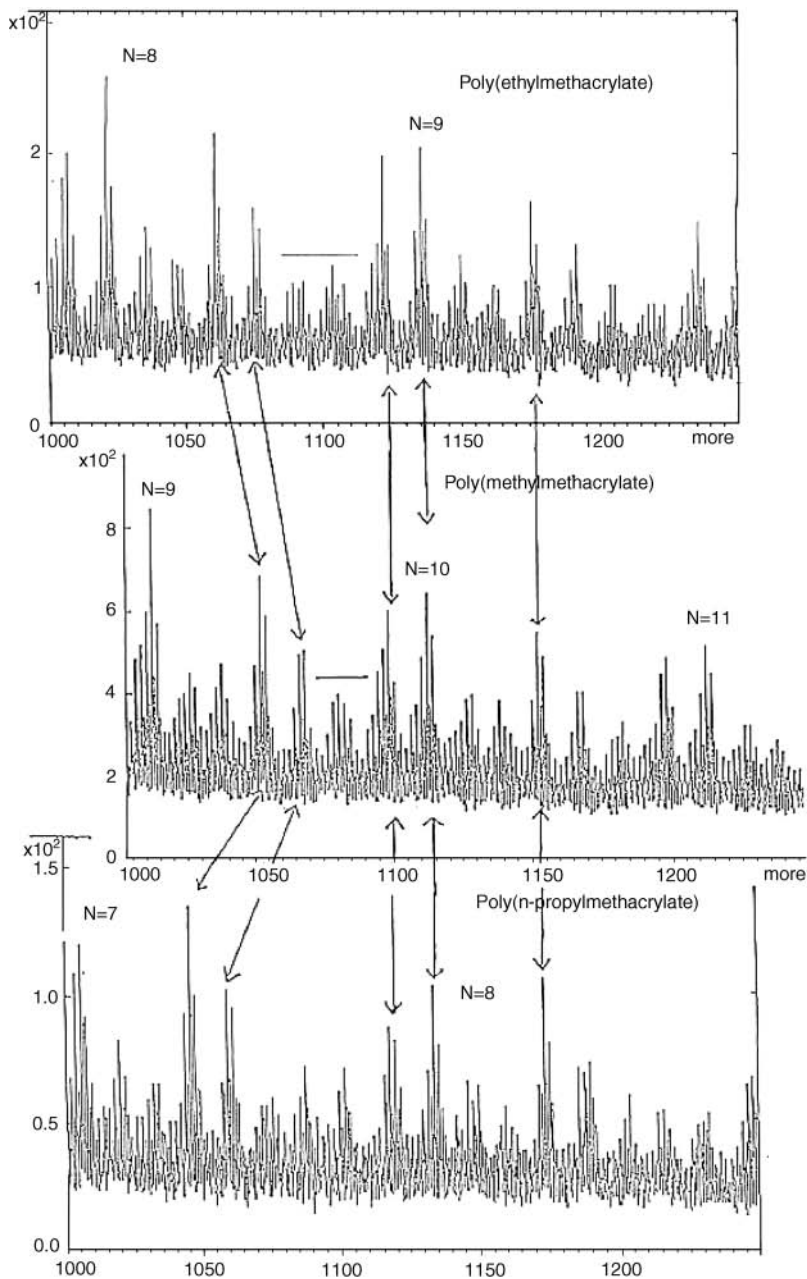 x10²
N=8
Poly(ethylmethacrylate)
N=9
2
1
0
1000 1050 1100 1150 1200 more
x10²
N=9
Poly(methylmethacrylate)
8
N=10
6
N=11
4
2
0
1000 1050 1100 1150 1200 more
x10²
Poly(n-propylmethacrylate)
1.5
N=7
N=8
1.0
0.5
0.0
1000 1050 1100 1150 1200